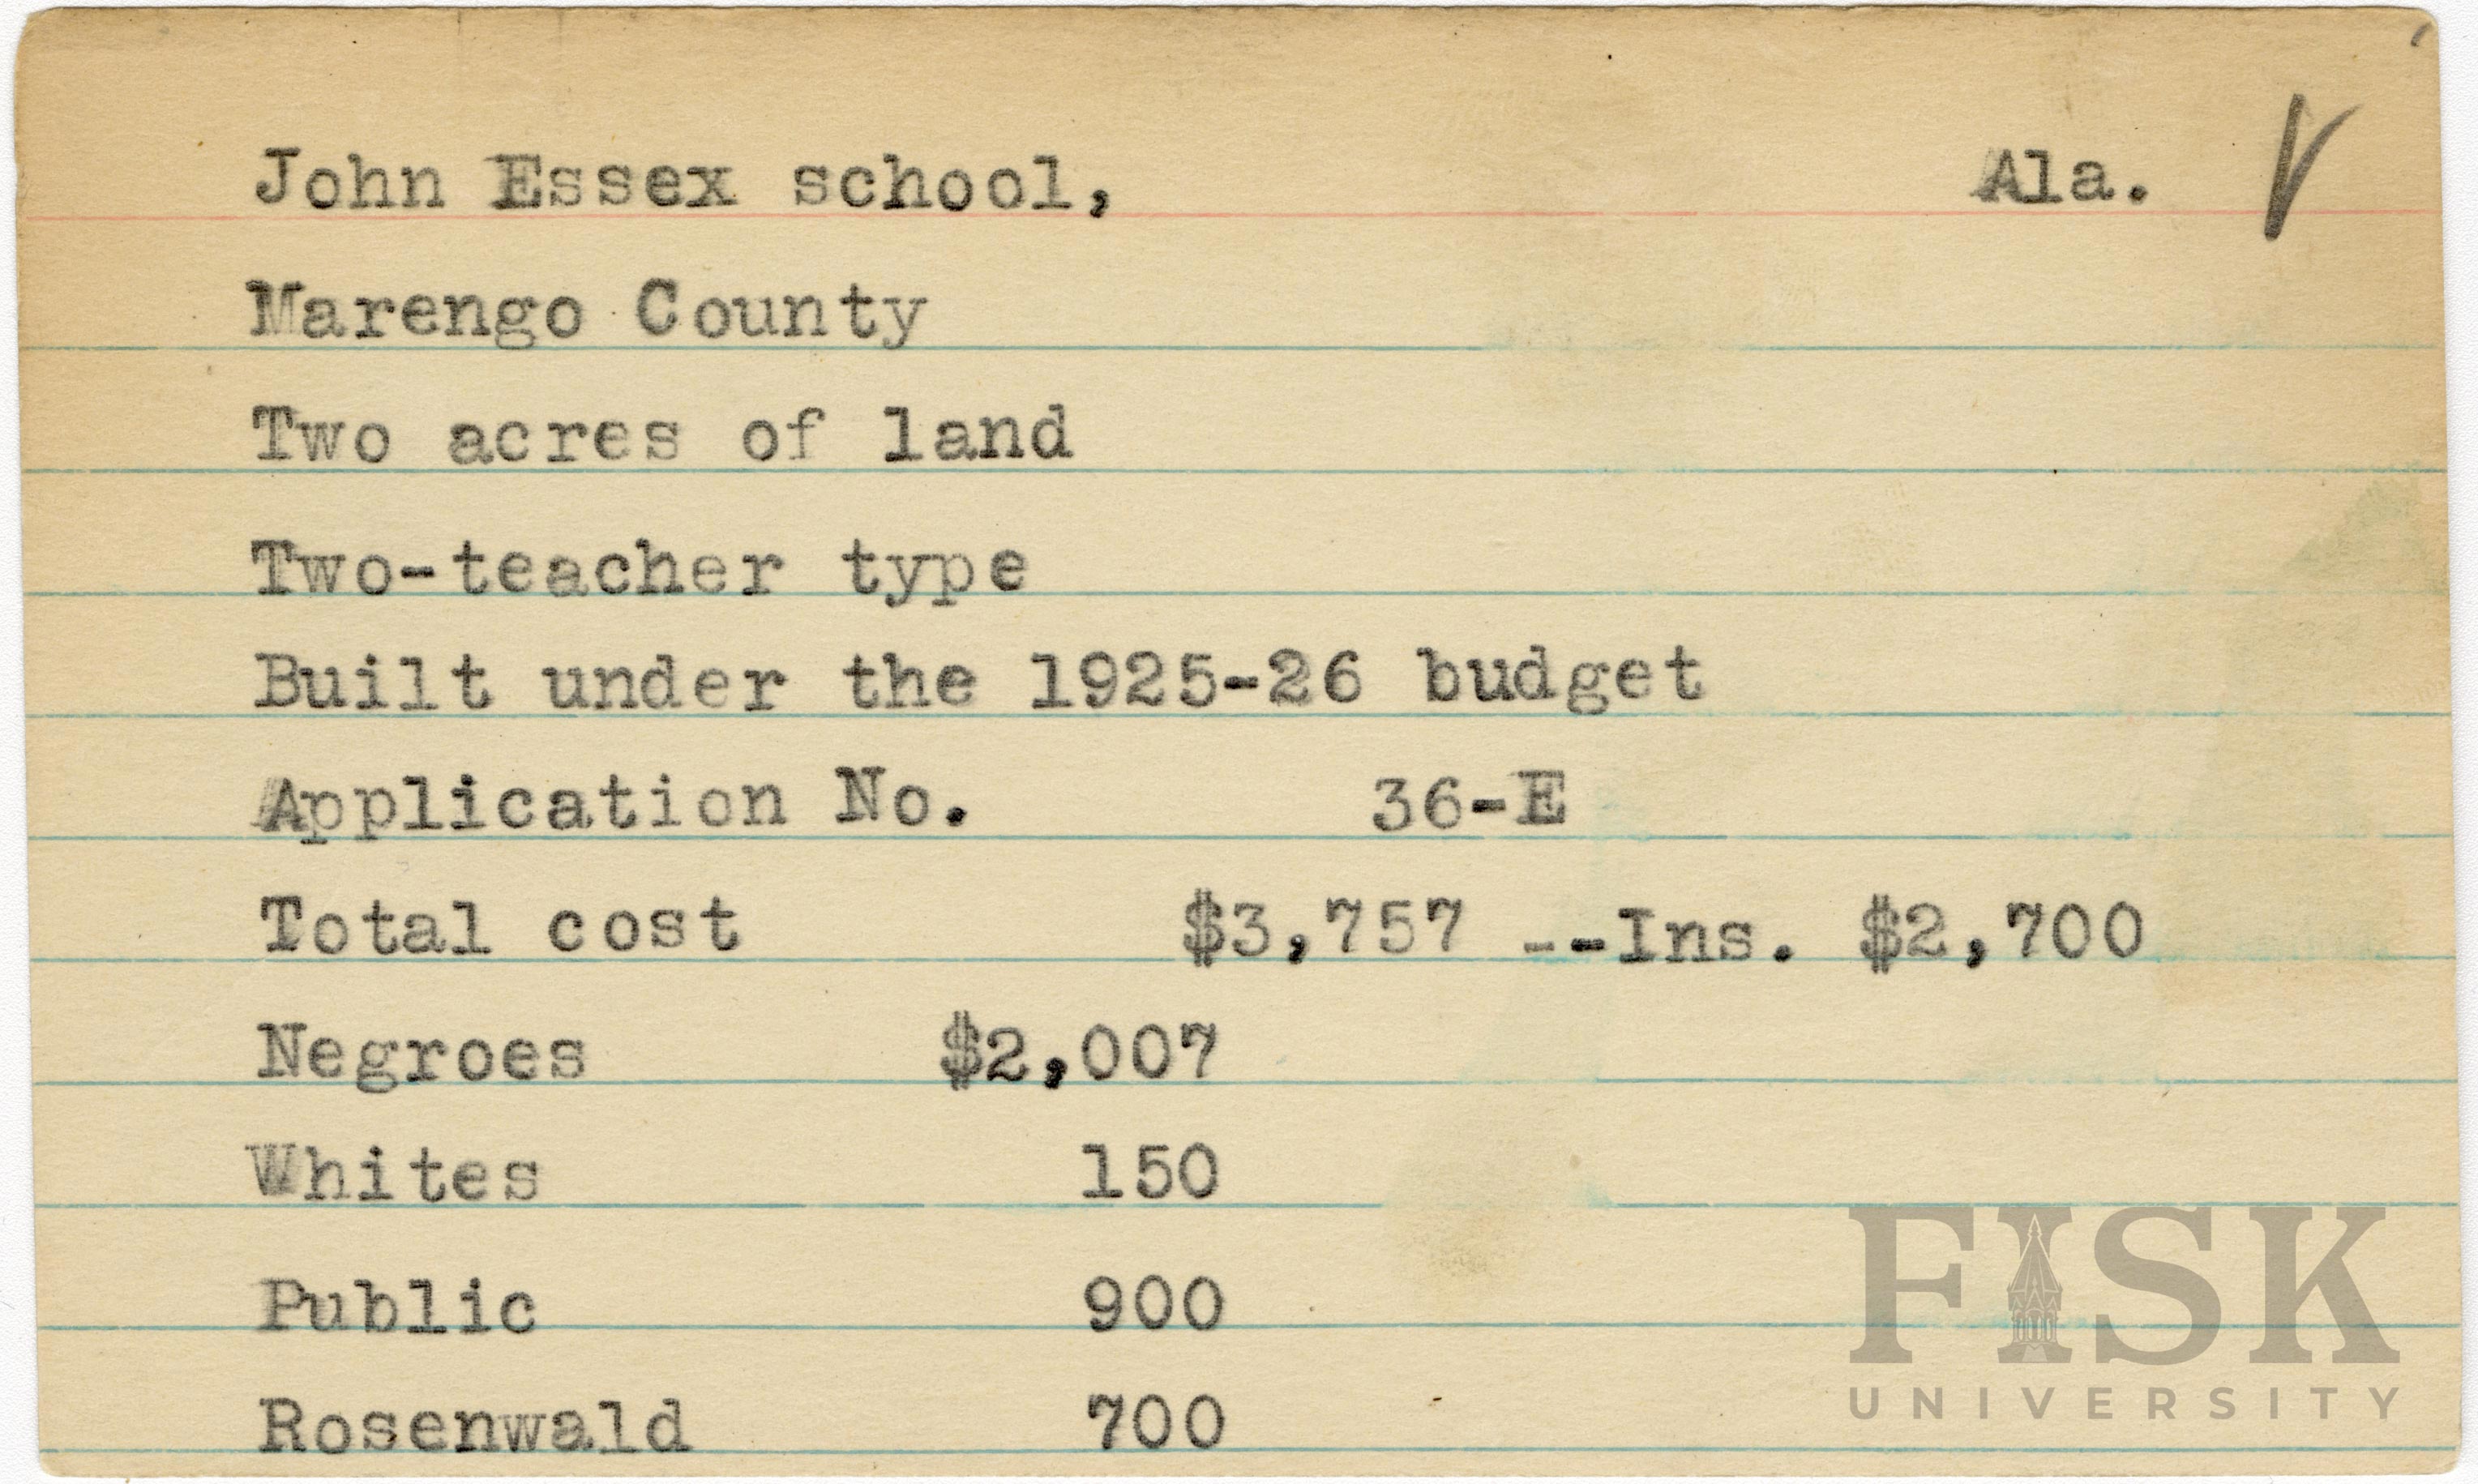 John Essex school, Ala. V
Marengo County
Two acres of land
Two-teacher type
Built under the 1925-26 budget
Application No. 36-E
Total cost $3,757 --Ins. $2,700
Negroes $2,007
Whites 150
Public 900
Rosenwald 700
FISK
UNIVERSITY